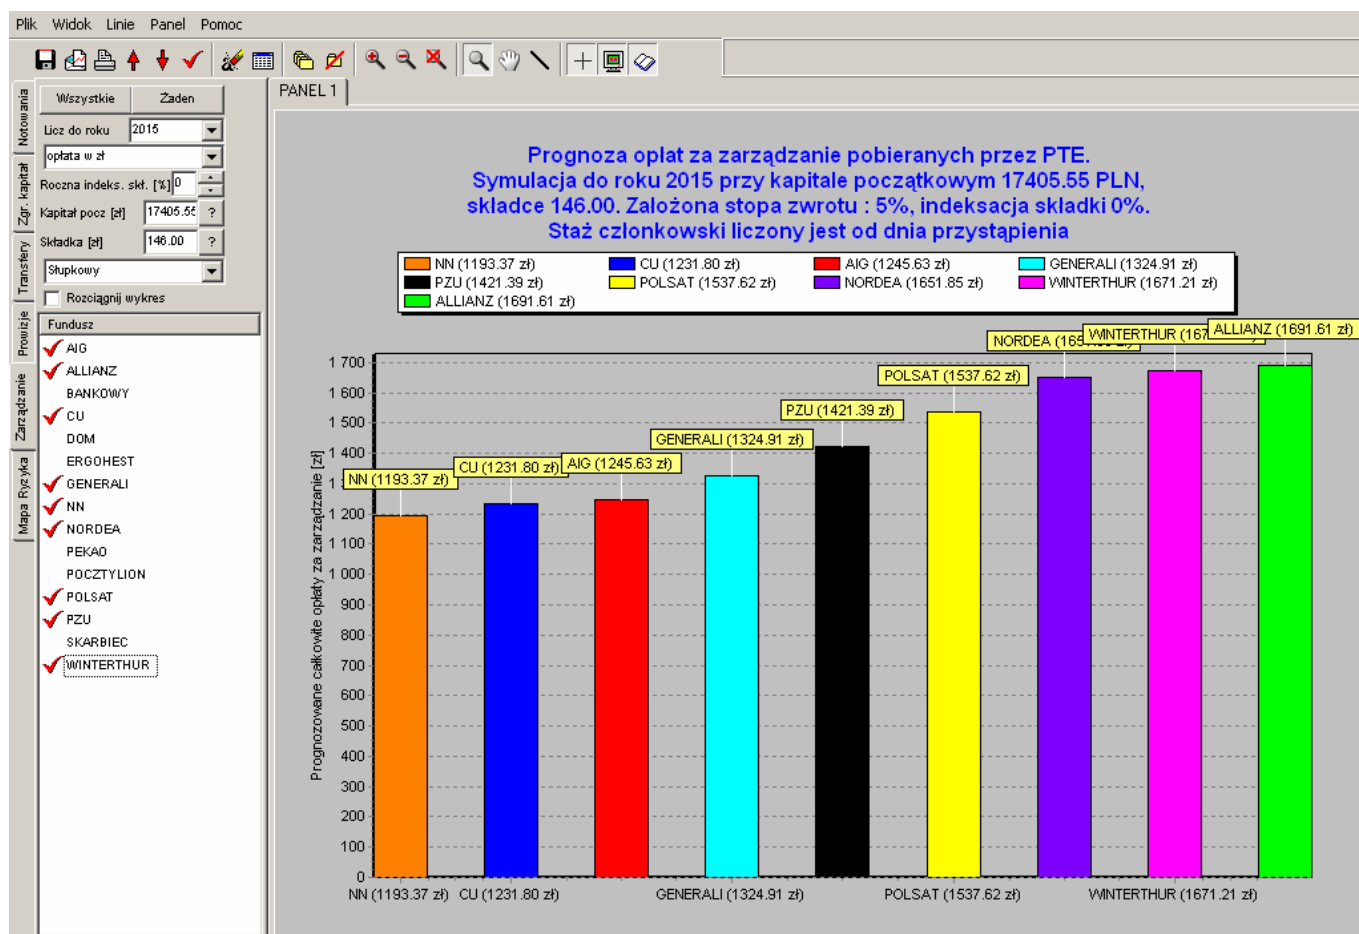 Plik Widok Linie Panel Pomoc
Notowania
Zgr. kapitał
Transfery
Prowizje
Zarządzanie
Mapa Ryzyka
Wszystkie Żaden
Licz do roku 2015
opłata w zł
Roczna indeks. skł. [%] 0
Kapitał pocz [zł] 17405.55 ?
Składka [zł] 146.00 ?
Słupkowy
Rozciągnij wykres
Fundusz
AIG
ALLIANZ
BANKOWY
CU
DOM
ERGOHEST
GENERALI
NN
NORDEA
PEKAO
POCZTYLION
POLSAT
PZU
SKARBIEC
WINTERTHUR
PANEL 1
Prognoza opłat za zarządzanie pobieranych przez PTE.
Symulacja do roku 2015 przy kapitale początkowym 17405.55 PLN,
składce 146.00. Założona stopa zwrotu : 5%, indeksacja składki 0%.
Staż członkowski liczony jest od dnia przystąpienia
NN (1193.37 zł) CU (1231.80 zł) AIG (1245.63 zł) GENERALI (1324.91 zł)
PZU (1421.39 zł) POLSAT (1537.62 zł) NORDEA (1651.85 zł) WINTERTHUR (1671.21 zł)
ALLIANZ (1691.61 zł)
Prognozowane całkowite opłaty za zarządzanie [zł]
1 700
1 600
1 500
1 400
1 200
1 100
1 000
900
800
700
600
500
400
300
200
100
0
NN (1193.37 zł)
CU (1231.80 zł)
AIG (1245.63 zł)
GENERALI (1324.91 zł)
PZU (1421.39 zł)
POLSAT (1537.62 zł)
NORDEA (165
WINTERTHUR (167
ALLIANZ (1691.61 zł)
NN (1193.37 zł) CU (1231.80 zł) GENERALI (1324.91 zł) POLSAT (1537.62 zł) WINTERTHUR (1671.21 zł)